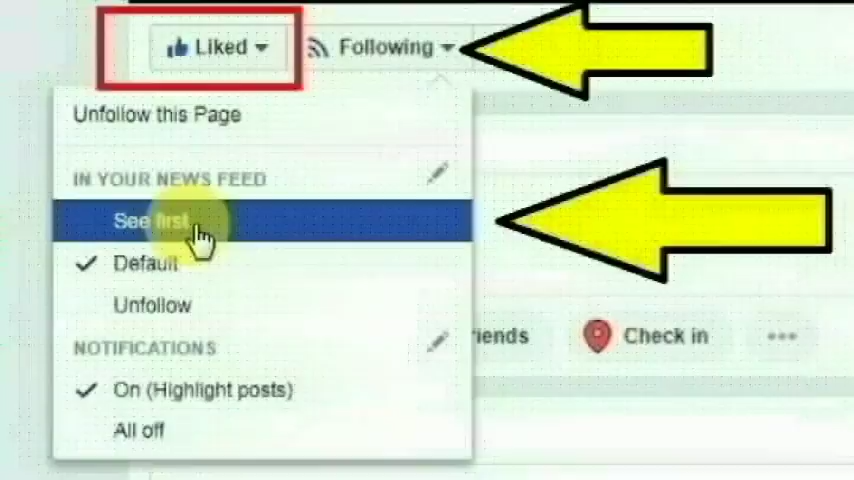 Liked Following
Unfollow this Page
IN YOUR NEWS FEED
See first
Default
Unfollow
NOTIFICATIONS
On (Highlight posts)
All off
riends Check in